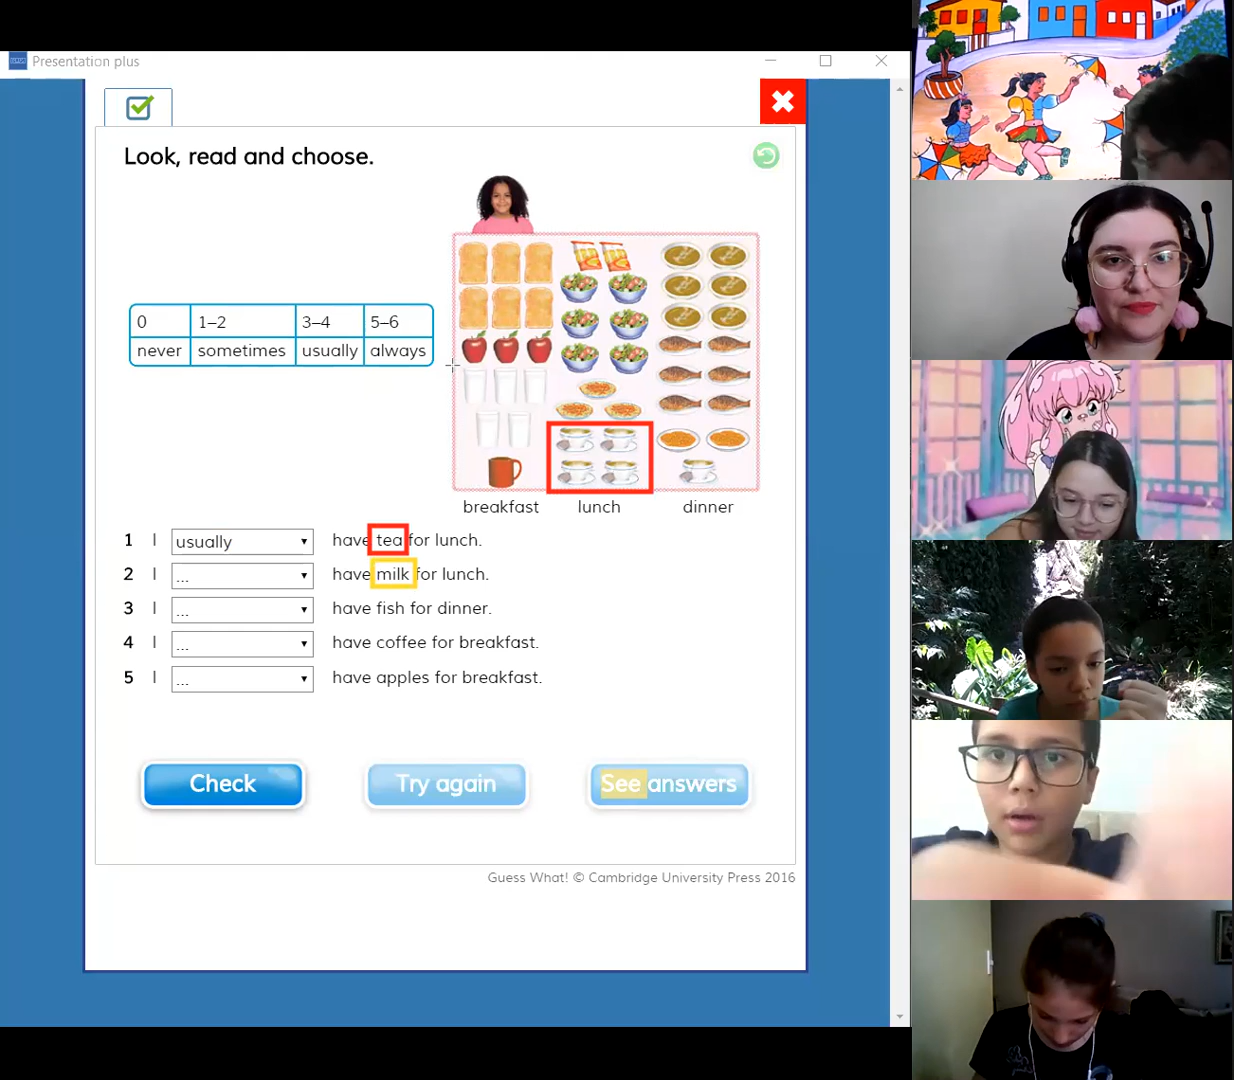 Presentation plus
Look, read and choose.
0 1–2 3–4 5–6
never sometimes usually always
breakfast lunch dinner
1 I usually have tea for lunch.
2 I ... have milk for lunch.
3 I ... have fish for dinner.
4 I ... have coffee for breakfast.
5 I ... have apples for breakfast.
Check Try again See answers
Guess What! © Cambridge University Press 2016